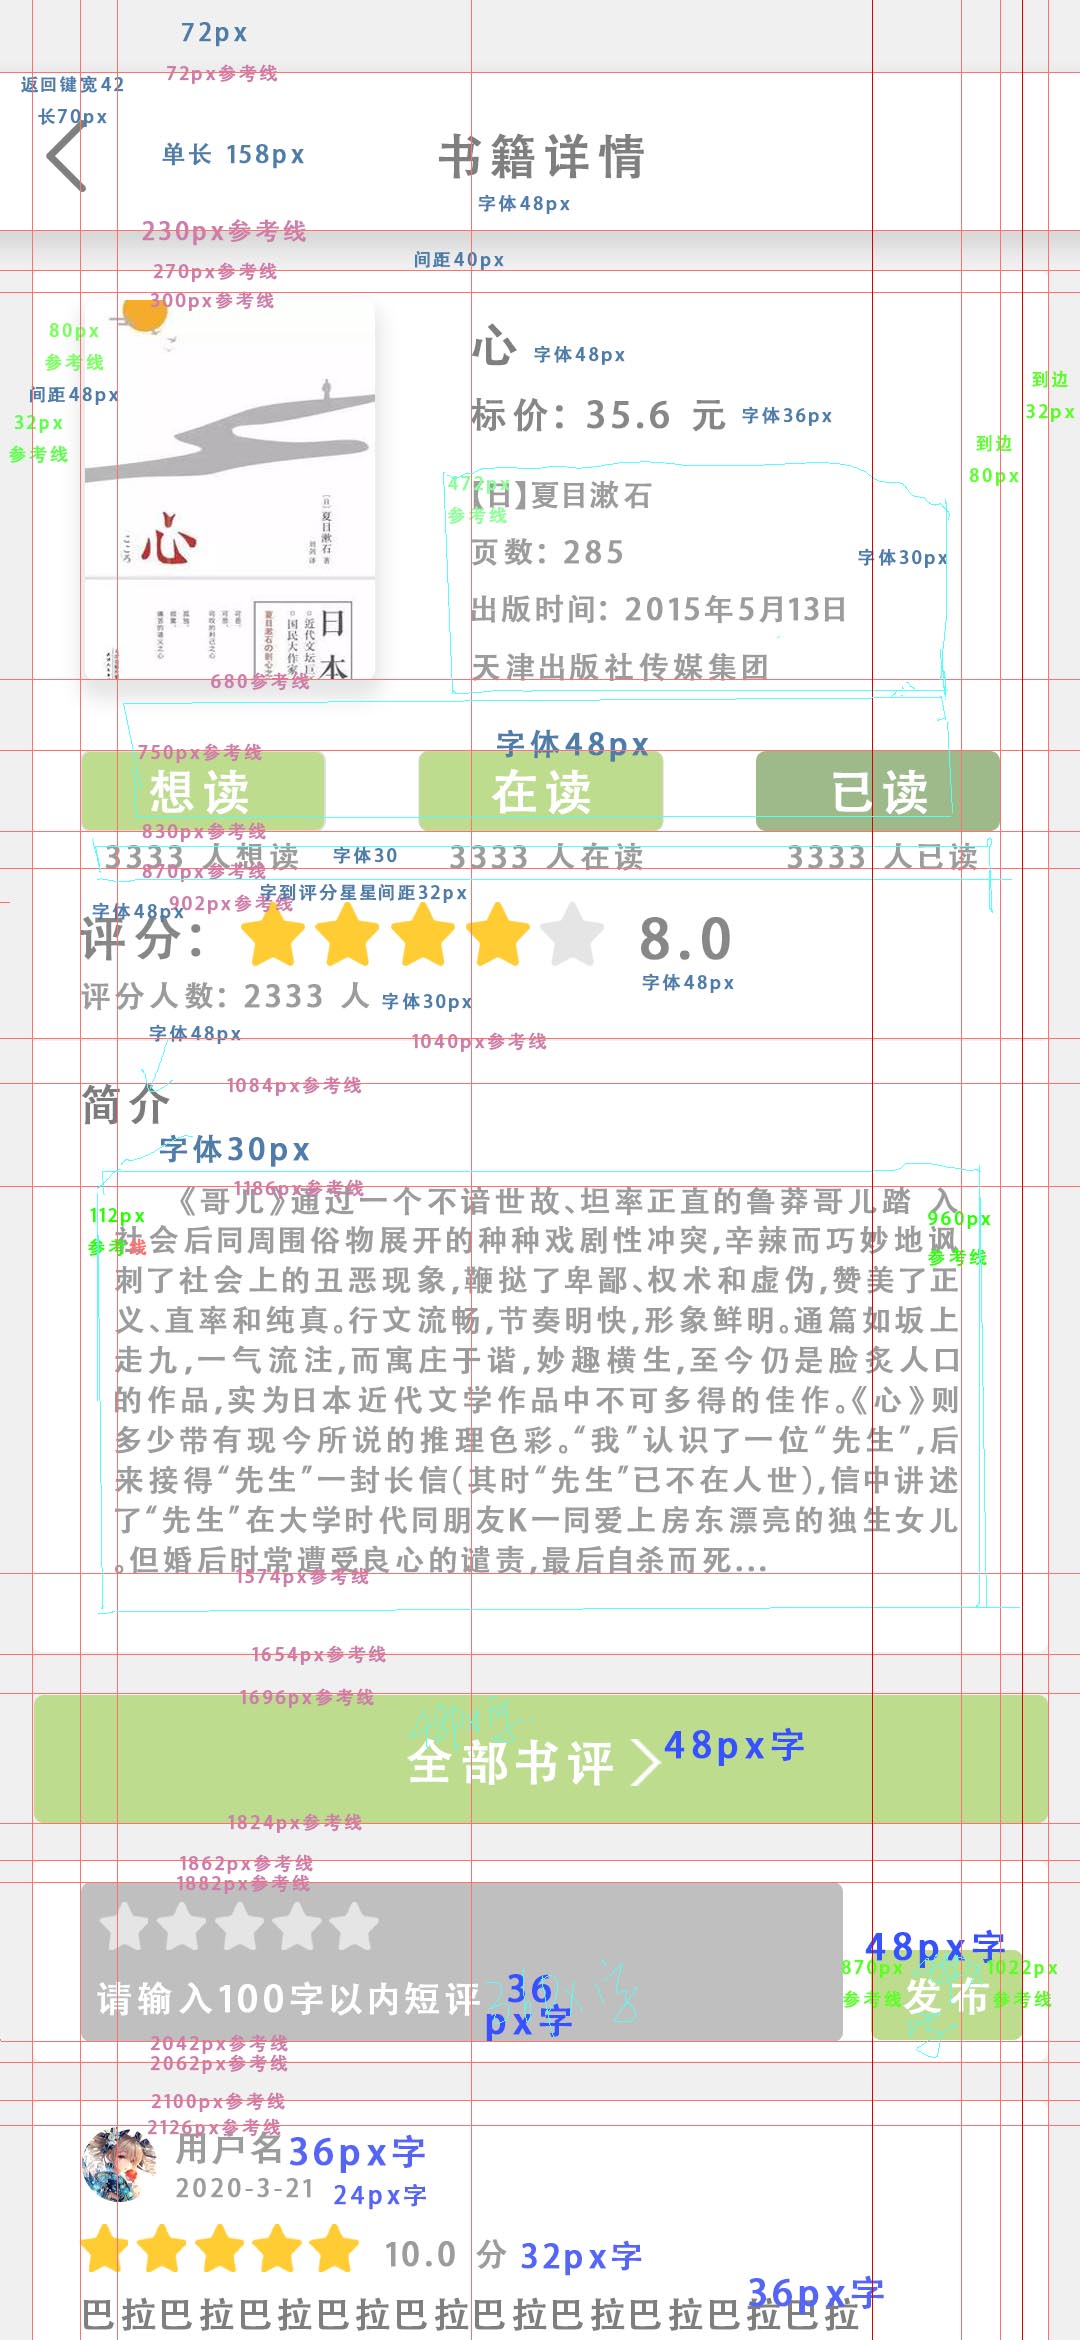 72px
72px参考线
返回键宽42
长70px
单长 158px
书籍详情
字体48px
230px参考线
间距40px
270px参考线
300px参考线
80px
参考线
间距48px
32px
参考线
心
字体48px
到边
32px
标价: 35.6 元
字体36px
到边
80px
472px
参考线
【日】夏目漱石
页数: 285
字体30px
出版时间: 2015年5月13日
天津出版社传媒集团
[日]夏目漱石 著
心
こころ
日本
680参考线
字体48px
750px参考线
想读
在读
已读
830px参考线
3333 人想读
字体30
3333 人在读
3333 人已读
870px参考线
字到评分星星间距32px
902px参考线
字体48px
评分:
8.0
字体48px
评分人数: 2333 人
字体30px
字体48px
1040px参考线
1084px参考线
简介
字体30px
1186px参考线
112px
参考线
960px
参考线
《哥儿》通过一个不谙世故、坦率正直的鲁莽哥儿踏 入
社会后同周围俗物展开的种种戏剧性冲突,辛辣而巧妙地讽
刺了社会上的丑恶现象,鞭挞了卑鄙、权术和虚伪,赞美了正
义、直率和纯真。行文流畅,节奏明快,形象鲜明。通篇如坂上
走九,一气流注,而寓庄于谐,妙趣横生,至今仍是脍炙人口
的作品,实为日本近代文学作品中不可多得的佳作。《心》则
多少带有现今所说的推理色彩。“我”认识了一位“先生”,后
来接得“先生”一封长信(其时“先生”已不在人世),信中讲述
了“先生”在大学时代同朋友K一同爱上房东漂亮的独生女儿
。但婚后时常遭受良心的谴责,最后自杀而死...
1574px参考线
1654px参考线
1696px参考线
48px字
全部书评
48px字
1824px参考线
1862px参考线
1882px参考线
48px字
870px
参考线
发布
1022px
参考线
请输入100字以内短评
36
px字
2042px参考线
2062px参考线
2100px参考线
2126px参考线
用户名
36px字
2020-3-21
24px字
10.0 分
32px字
36px字
巴拉巴拉巴拉巴拉巴拉巴拉巴拉巴拉巴拉巴拉